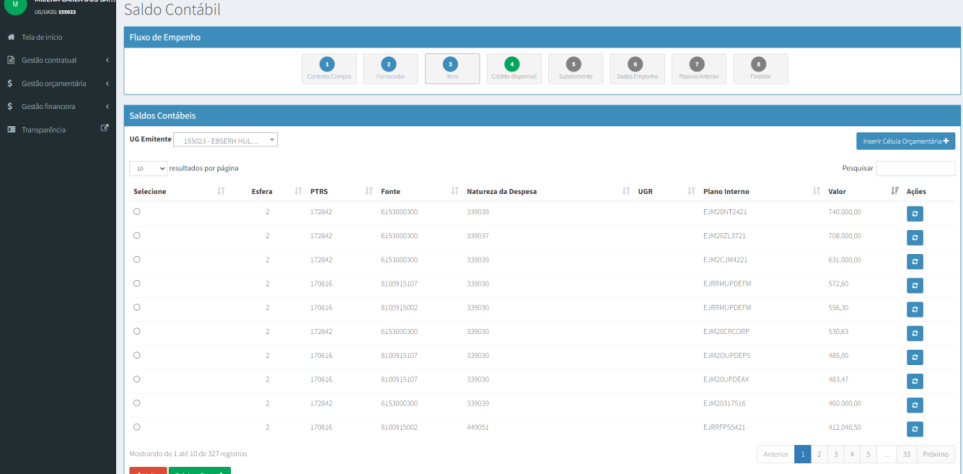 M
UG/UASG: 155023
Tela de início
Gestão contratual
Gestão orçamentária
Gestão financeira
Transparência
Saldo Contábil
Fluxo de Empenho
1 2 3 4 5 6 7 8
Contrato/Compra Fornecedor Itens Crédito disponível Subelemento Dados Empenho Passivo Anterior Finalizar
Saldos Contábeis
UG Emitente 155023 - EBSERH HUL...
Inserir Célula Orçamentária +
10 resultados por página Pesquisar
Selecione Esfera PTRS Fonte Natureza da Despesa UGR Plano Interno Valor Ações
2 172842 6153000300 339039 EJM20NT2421 740.000,00
2 172842 6153000300 339037 EJM20ZL3721 708.000,00
2 172842 6153000300 339039 EJM2CJM4221 631.000,00
2 170616 8100915107 339030 EJRRMUPDEFM 572,60
2 170616 8100915002 339030 EJRRMUPDEFM 556,30
2 172842 6153000300 339030 EJM20CRCORP 530,63
2 170616 8100915107 339030 EJM2OUPDEPS 485,00
2 170616 8100915107 339030 EJM20UPDEAX 483,47
2 172842 6153000300 339039 EJM20317516 460.000,00
2 170616 8100915002 449051 EJRRFPS5421 412.040,50
Mostrando de 1 até 10 de 327 registros
Anterior 1 2 3 4 5 ... 33 Próximo